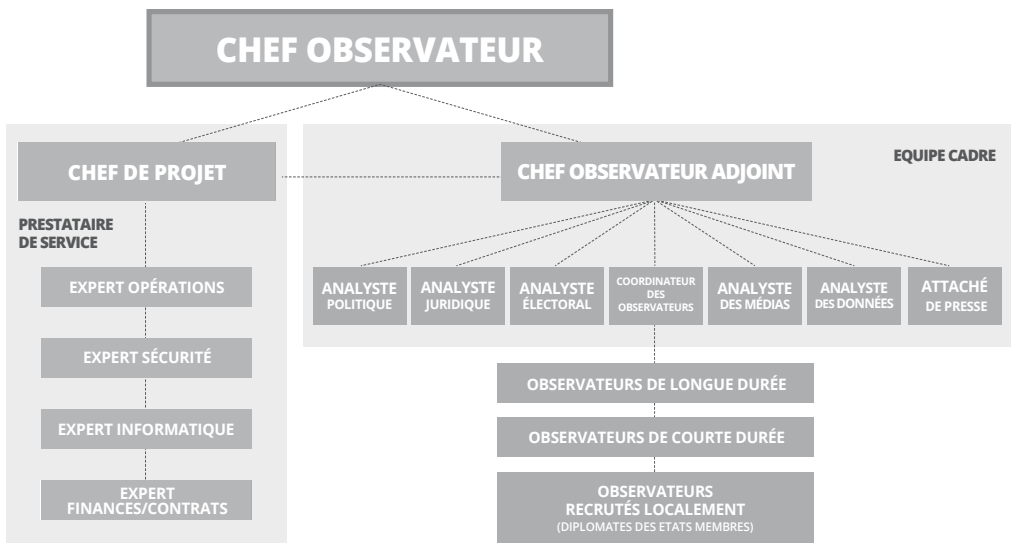 CHEF OBSERVATEUR
CHEF DE PROJET
PRESTATAIRE
DE SERVICE
EXPERT OPÉRATIONS
EXPERT SÉCURITÉ
EXPERT INFORMATIQUE
EXPERT
FINANCES/CONTRATS
EQUIPE CADRE
CHEF OBSERVATEUR ADJOINT
ANALYSTE
POLITIQUE
ANALYSTE
JURIDIQUE
ANALYSTE
ÉLECTORAL
COORDINATEUR
DES
OBSERVATEURS
ANALYSTE
DES MÉDIAS
ANALYSTE
DES DONNÉES
ATTACHÉ
DE PRESSE
OBSERVATEURS DE LONGUE DURÉE
OBSERVATEURS DE COURTE DURÉE
OBSERVATEURS
RECRUTÉS LOCALEMENT
(DIPLOMATES DES ETATS MEMBRES)